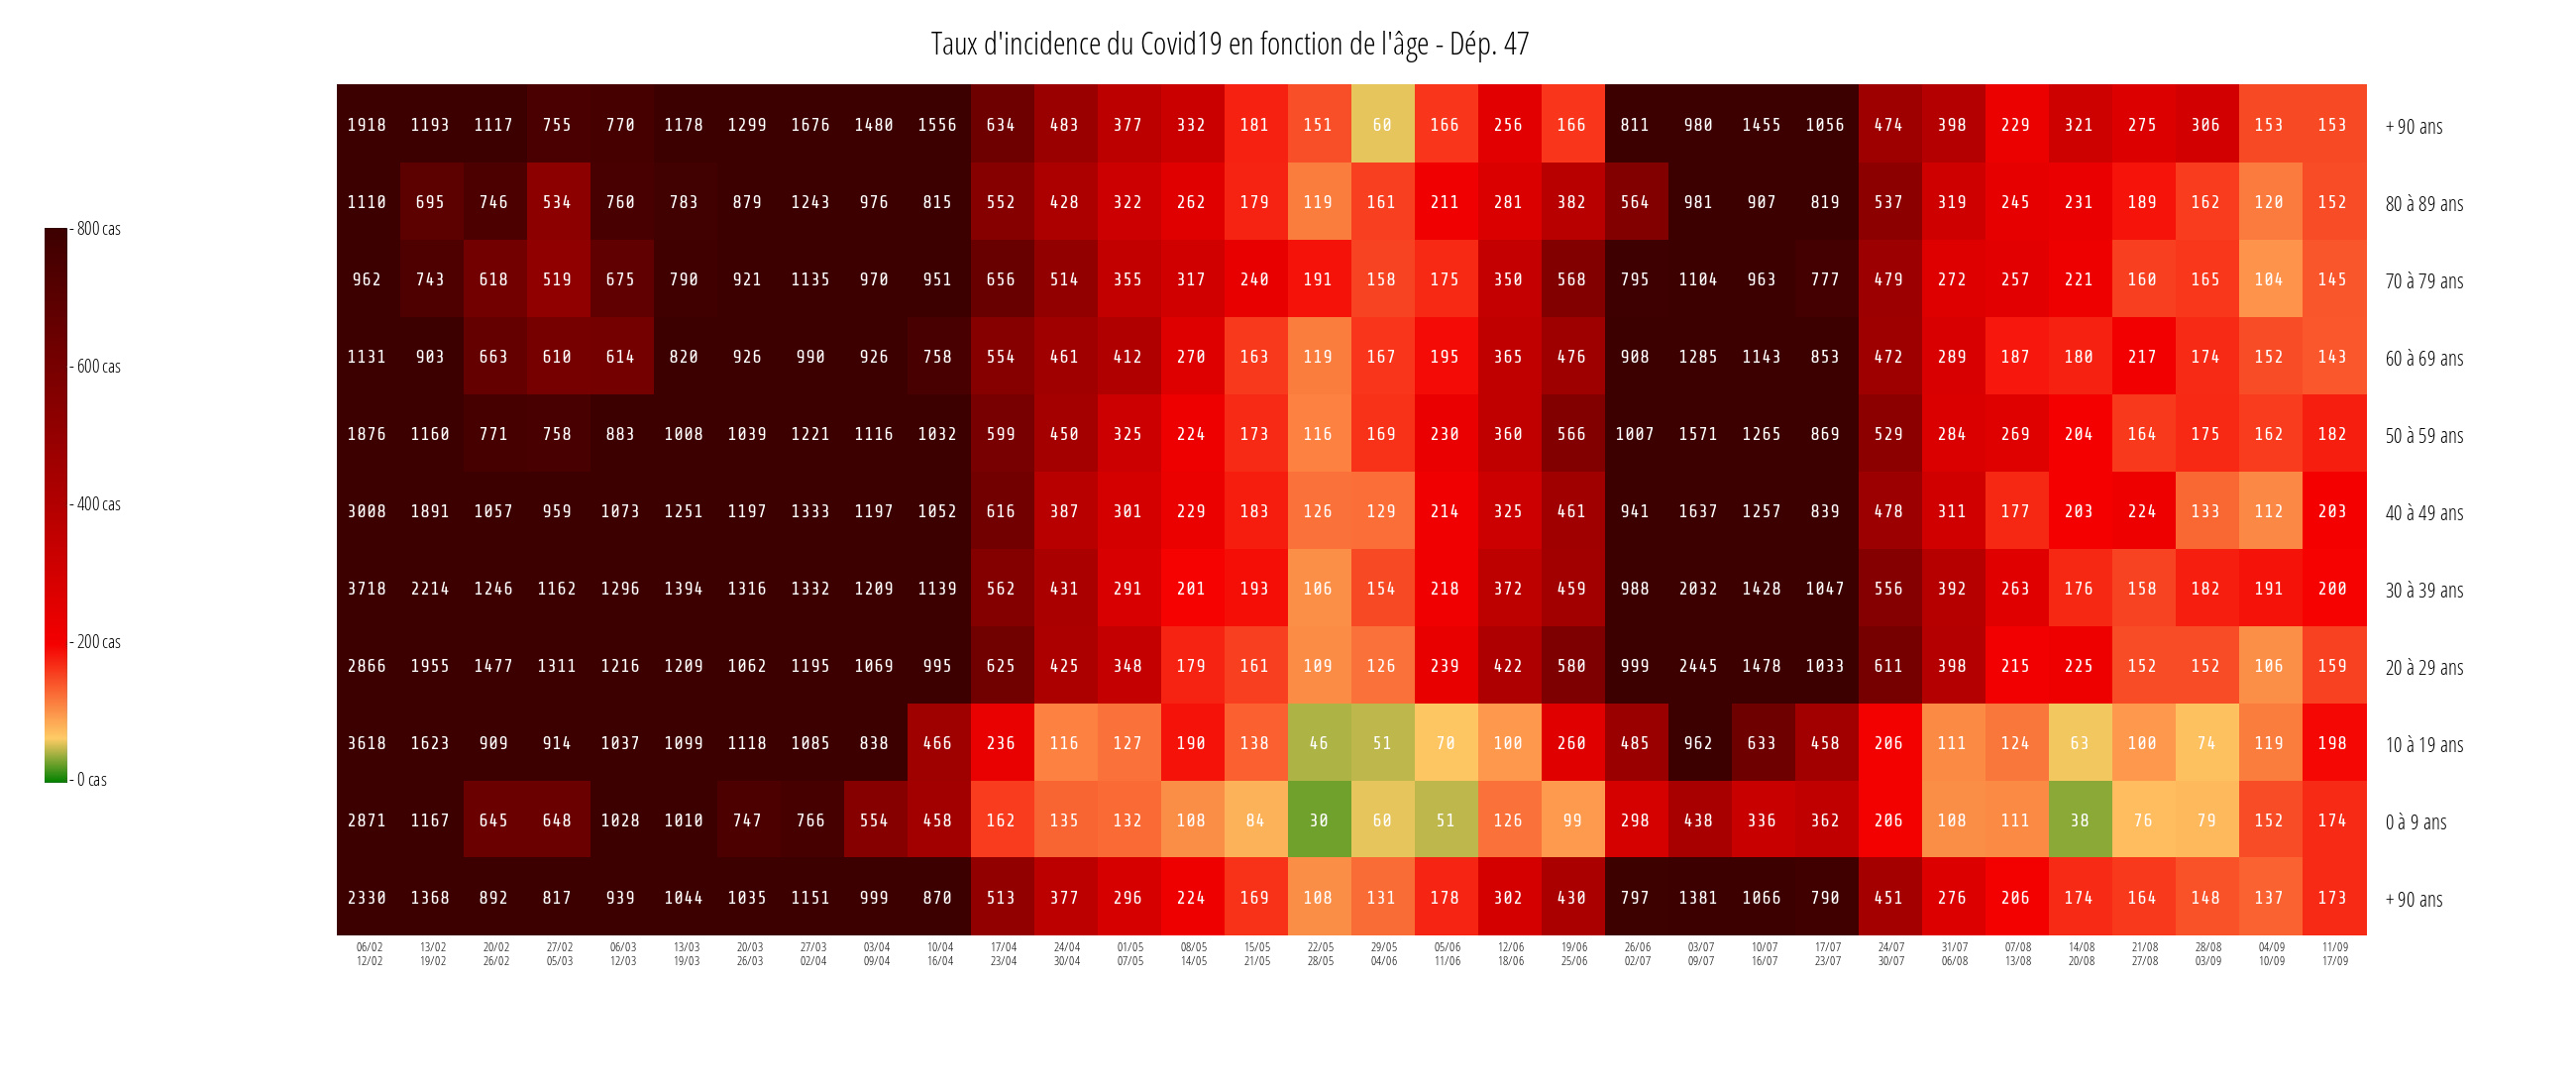 Taux d'incidence du Covid19 en fonction de l'âge - Dép. 47
1918 1193 1117 755 770 1178 1299 1676 1480 1556 634 483 377 332 181 151 60 166 256 166 811 980 1455 1056 474 398 229 321 275 306 153 153 + 90 ans
1110 695 746 534 760 783 879 1243 976 815 552 428 322 262 179 119 161 211 281 382 564 981 907 819 537 319 245 231 189 162 120 152 80 à 89 ans
- 800 cas
962 743 618 519 675 790 921 1135 970 951 656 514 355 317 240 191 158 175 350 568 795 1104 963 777 479 272 257 221 160 165 104 145 70 à 79 ans
1131 903 663 610 614 820 926 990 926 758 554 461 412 270 163 119 167 195 365 476 908 1285 1143 853 472 289 187 180 217 174 152 143 60 à 69 ans
- 600 cas
1876 1160 771 758 883 1008 1039 1221 1116 1032 599 450 325 224 173 116 169 230 360 566 1007 1571 1265 869 529 284 269 204 164 175 162 182 50 à 59 ans
- 400 cas
3008 1891 1057 959 1073 1251 1197 1333 1197 1052 616 387 301 229 183 126 129 214 325 461 941 1637 1257 839 478 311 177 203 224 133 112 203 40 à 49 ans
3718 2214 1246 1162 1296 1394 1316 1332 1209 1139 562 431 291 201 193 106 154 218 372 459 988 2032 1428 1047 556 392 263 176 158 182 191 200 30 à 39 ans
- 200 cas
2866 1955 1477 1311 1216 1209 1062 1195 1069 995 625 425 348 179 161 109 126 239 422 580 999 2445 1478 1033 611 398 215 225 152 152 106 159 20 à 29 ans
3618 1623 909 914 1037 1099 1118 1085 838 466 236 116 127 190 138 46 51 70 100 260 485 962 633 458 206 111 124 63 100 74 119 198 10 à 19 ans
- 0 cas
2871 1167 645 648 1028 1010 747 766 554 458 162 135 132 108 84 30 60 51 126 99 298 438 336 362 206 108 111 38 76 79 152 174 0 à 9 ans
2330 1368 892 817 939 1044 1035 1151 999 870 513 377 296 224 169 108 131 178 302 430 797 1381 1066 790 451 276 206 174 164 148 137 173 + 90 ans
06/02 13/02 20/02 27/02 06/03 13/03 20/03 27/03 03/04 10/04 17/04 24/04 01/05 08/05 15/05 22/05 29/05 05/06 12/06 19/06 26/06 03/07 10/07 17/07 24/07 31/07 07/08 14/08 21/08 28/08 04/09 11/09
12/02 19/02 26/02 05/03 12/03 19/03 26/03 02/04 09/04 16/04 23/04 30/04 07/05 14/05 21/05 28/05 04/06 11/06 18/06 25/06 02/07 09/07 16/07 23/07 30/07 06/08 13/08 20/08 27/08 03/09 10/09 17/09